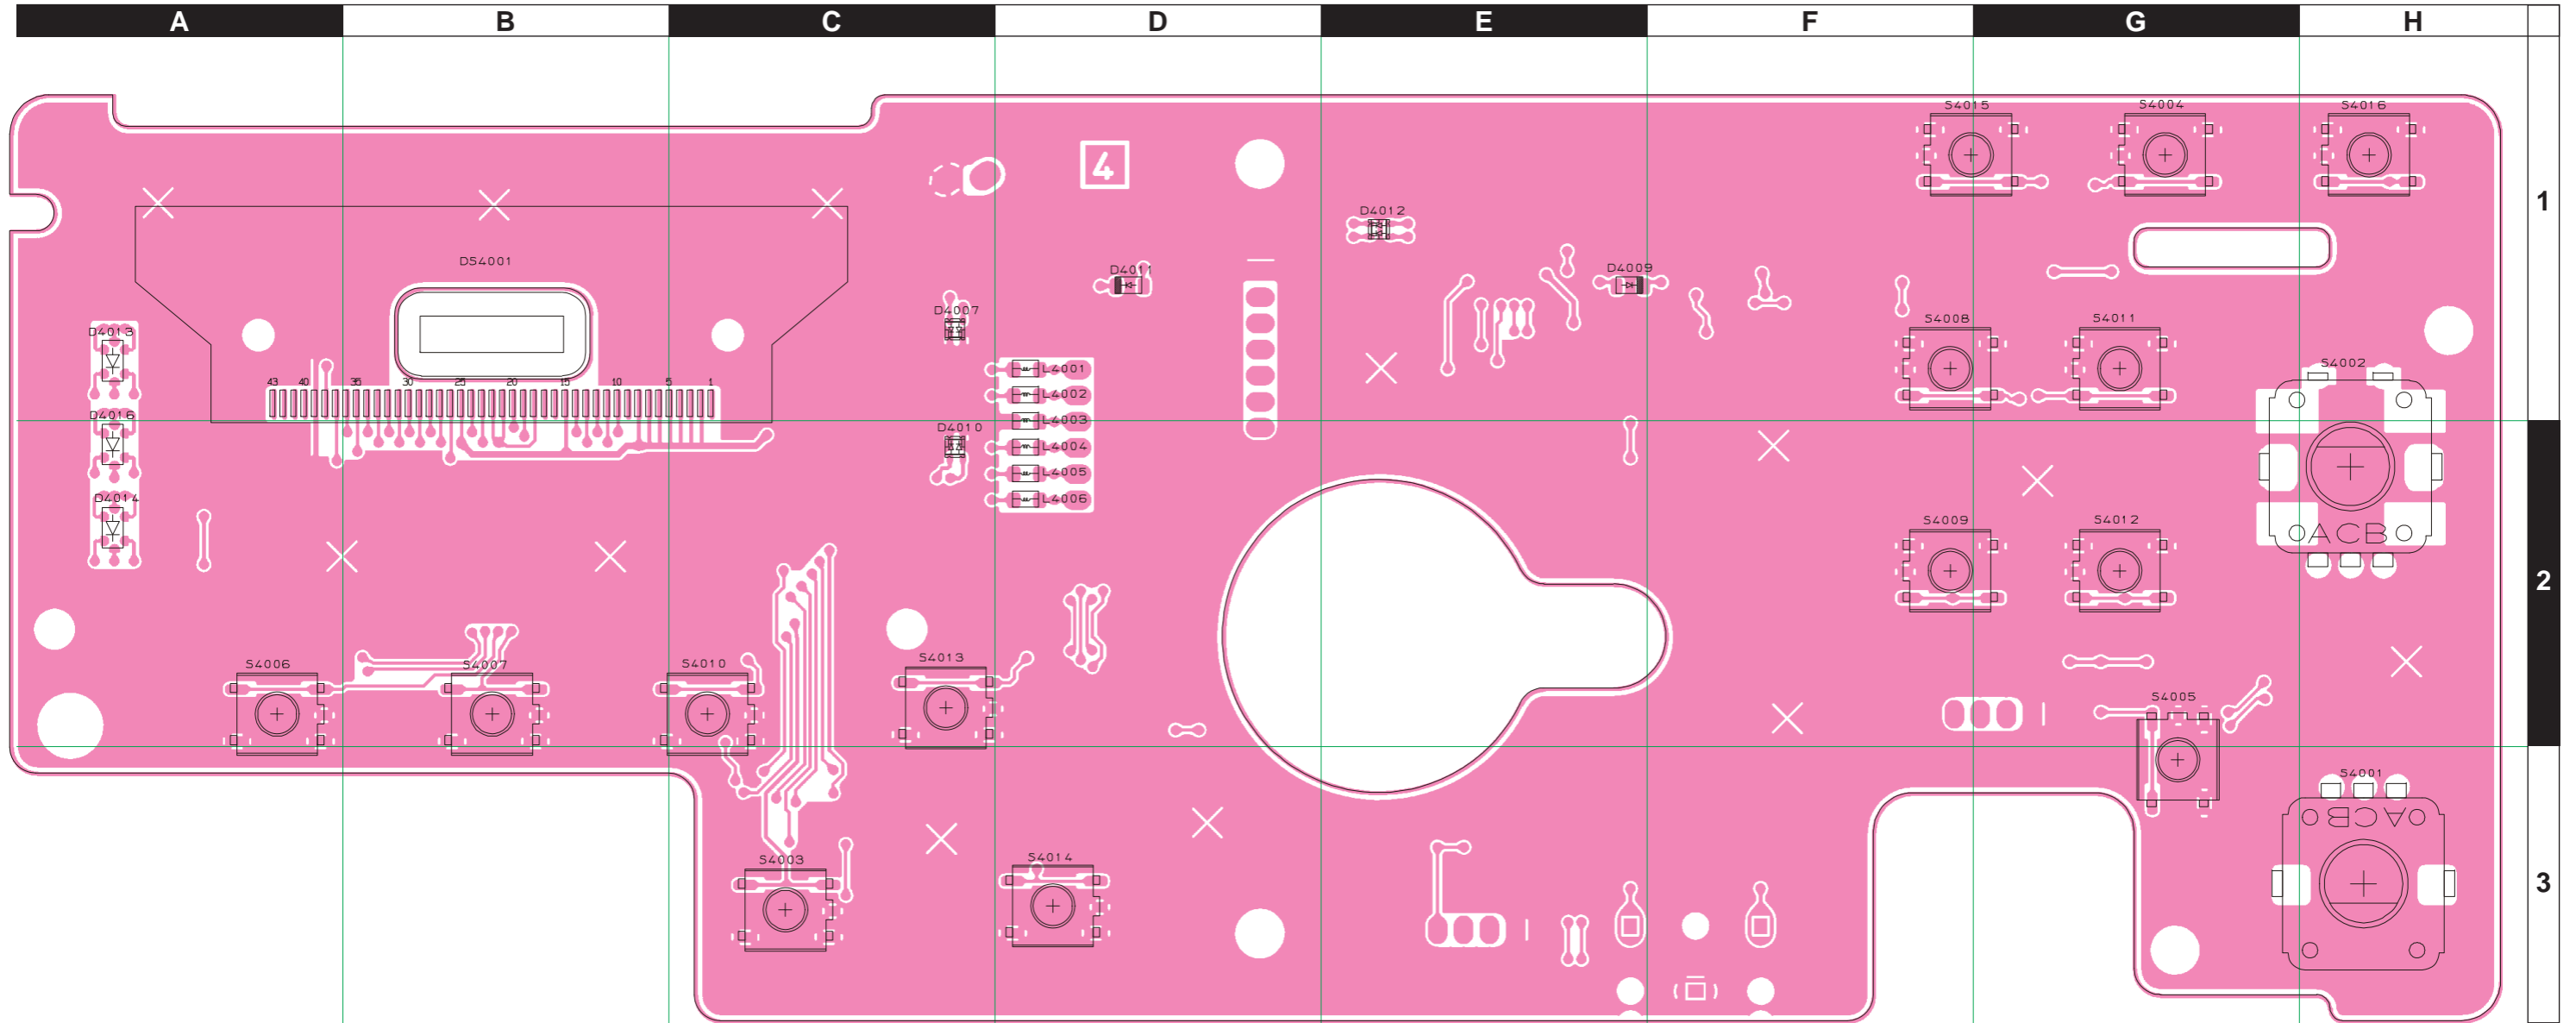 A B C D E F G H
S4015 S4004 S4016
4
1
D4012
DS4001
D4011 D4009
D4007
S4008 S4011
D4013
L4001
S4002
43 40 35 30 25 20 15 10 5 1
L4002
D4016
L4003
D4010
L4004
L4005
D4014
L4006
S4009 S4012
ACB
2
S4013
S4006 S4007 S4010
S4005
S4001
ACB
S4003 S4014
3